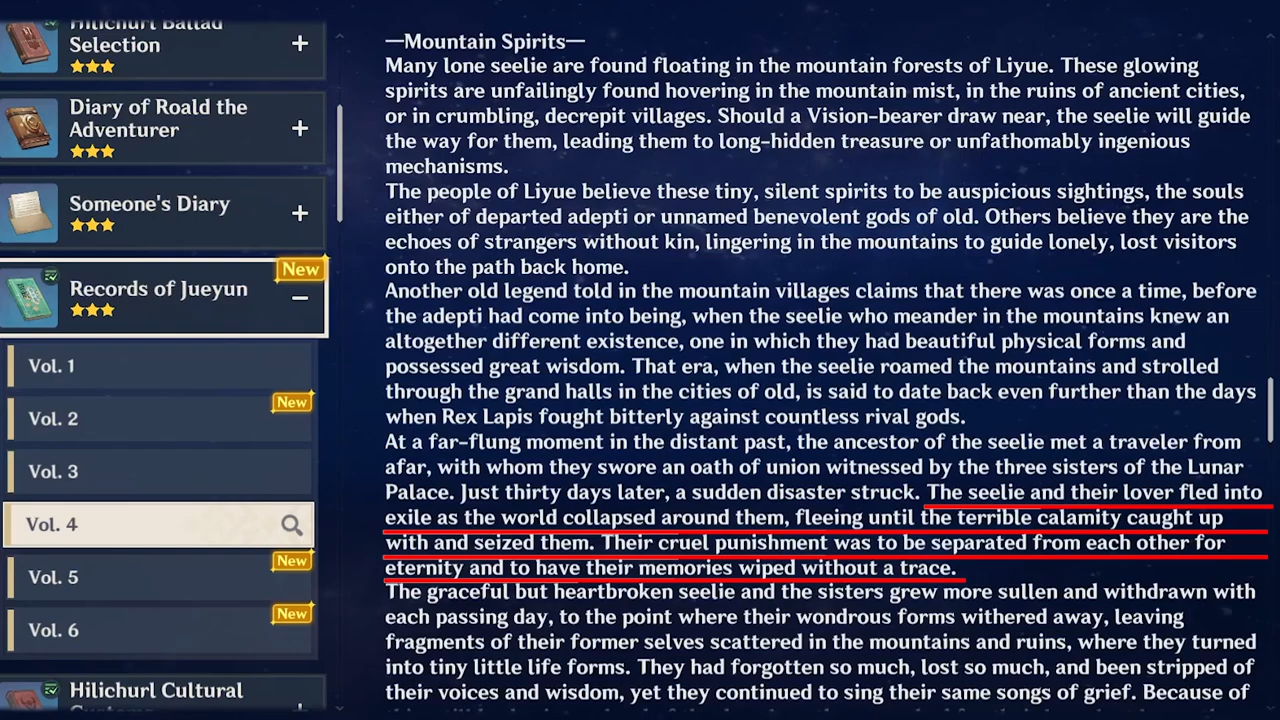 Hilichurl Ballad
Selection
Diary of Roald the
Adventurer
Someone's Diary
New
Records of Jueyun
Vol. 1
New
Vol. 2
Vol. 3
Vol. 4
New
Vol. 5
New
Vol. 6
Hilichurl Cultural
Customs
—Mountain Spirits—
Many lone seelie are found floating in the mountain forests of Liyue. These glowing
spirits are unfailingly found hovering in the mountain mist, in the ruins of ancient cities,
or in crumbling, decrepit villages. Should a Vision-bearer draw near, the seelie will guide
the way for them, leading them to long-hidden treasure or unfathomably ingenious
mechanisms.
The people of Liyue believe these tiny, silent spirits to be auspicious sightings, the souls
either of departed adepti or unnamed benevolent gods of old. Others believe they are the
echoes of strangers without kin, lingering in the mountains to guide lonely, lost visitors
onto the path back home.
Another old legend told in the mountain villages claims that there was once a time, before
the adepti had come into being, when the seelie who meander in the mountains knew an
altogether different existence, one in which they had beautiful physical forms and
possessed great wisdom. That era, when the seelie roamed the mountains and strolled
through the grand halls in the cities of old, is said to date back even further than the days
when Rex Lapis fought bitterly against countless rival gods.
At a far-flung moment in the distant past, the ancestor of the seelie met a traveler from
afar, with whom they swore an oath of union witnessed by the three sisters of the Lunar
Palace. Just thirty days later, a sudden disaster struck. The seelie and their lover fled into
exile as the world collapsed around them, fleeing until the terrible calamity caught up
with and seized them. Their cruel punishment was to be separated from each other for
eternity and to have their memories wiped without a trace.
The graceful but heartbroken seelie and the sisters grew more sullen and withdrawn with
each passing day, to the point where their wondrous forms withered away, leaving
fragments of their former selves scattered in the mountains and ruins, where they turned
into tiny little life forms. They had forgotten so much, lost so much, and been stripped of
their voices and wisdom, yet they continued to sing their same songs of grief. Because of